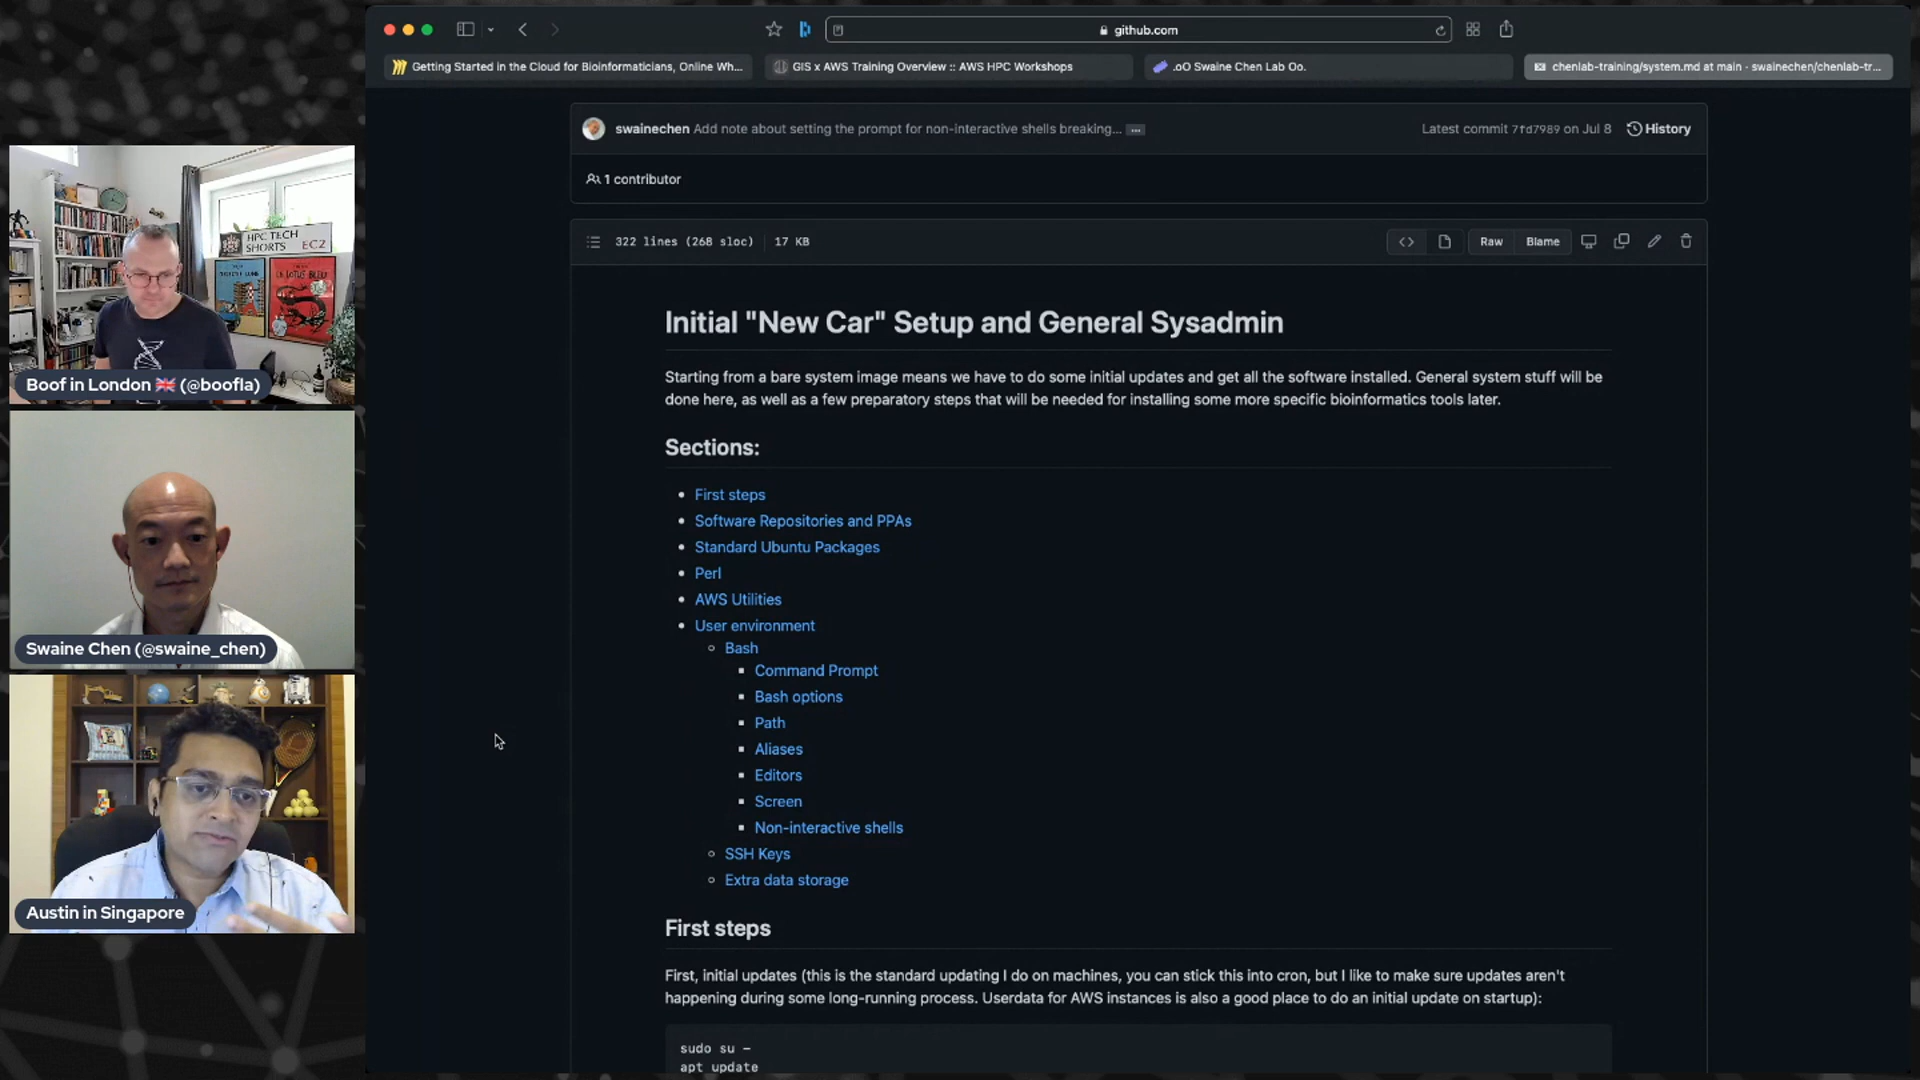 github.com
Getting Started in the Cloud for Bioinformaticians, Online Wh...
GIS x AWS Training Overview :: AWS HPC Workshops
.oO Swaine Chen Lab Oo.
chenlab-training/system.md at main · swainechen/chenlab-tr...
swainechen Add note about setting the prompt for non-interactive shells breaking... ...
Latest commit 7fd7989 on Jul 8
History
1 contributor
322 lines (268 sloc)
17 KB
Raw
Blame
Initial "New Car" Setup and General Sysadmin
Starting from a bare system image means we have to do some initial updates and get all the software installed. General system stuff will be
done here, as well as a few preparatory steps that will be needed for installing some more specific bioinformatics tools later.
Sections:
First steps
Software Repositories and PPAs
Standard Ubuntu Packages
Perl
AWS Utilities
User environment
Bash
Command Prompt
Bash options
Path
Aliases
Editors
Screen
Non-interactive shells
SSH Keys
Extra data storage
First steps
First, initial updates (this is the standard updating I do on machines, you can stick this into cron, but I like to make sure updates aren't
happening during some long-running process. Userdata for AWS instances is also a good place to do an initial update on startup):
sudo su -
apt update
HPC TECH
SHORTS EC2
LE LOTUS BLEU
Boof in London 🇬🇧 (@boofla)
Swaine Chen (@swaine_chen)
Austin in Singapore